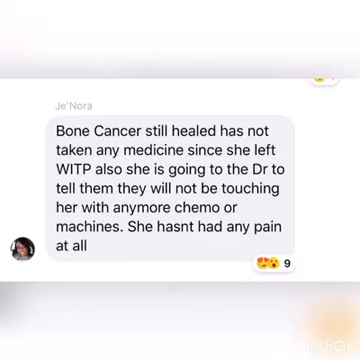 Je'Nora
Bone Cancer still healed has not
taken any medicine since she left
WITP also she is going to the Dr to
tell them they will not be touching
her with anymore chemo or
machines. She hasnt had any pain
at all
9